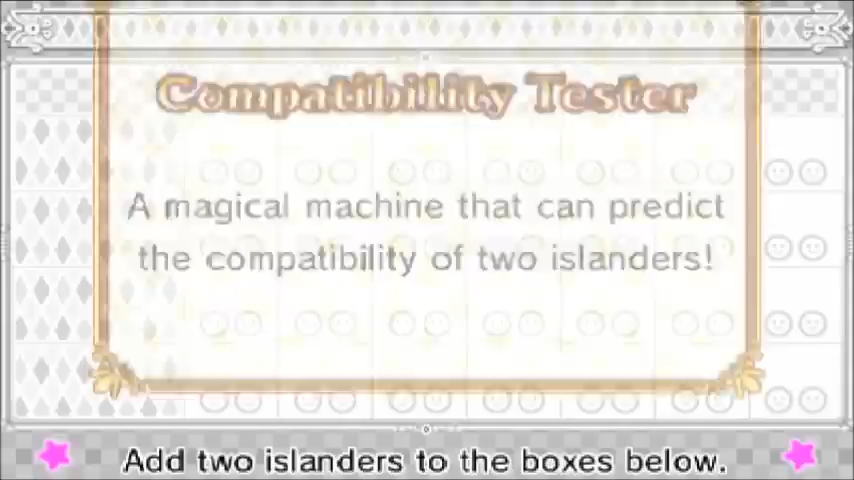 Compatibility Tester
A magical machine that can predict
the compatibility of two islanders!
Add two islanders to the boxes below.